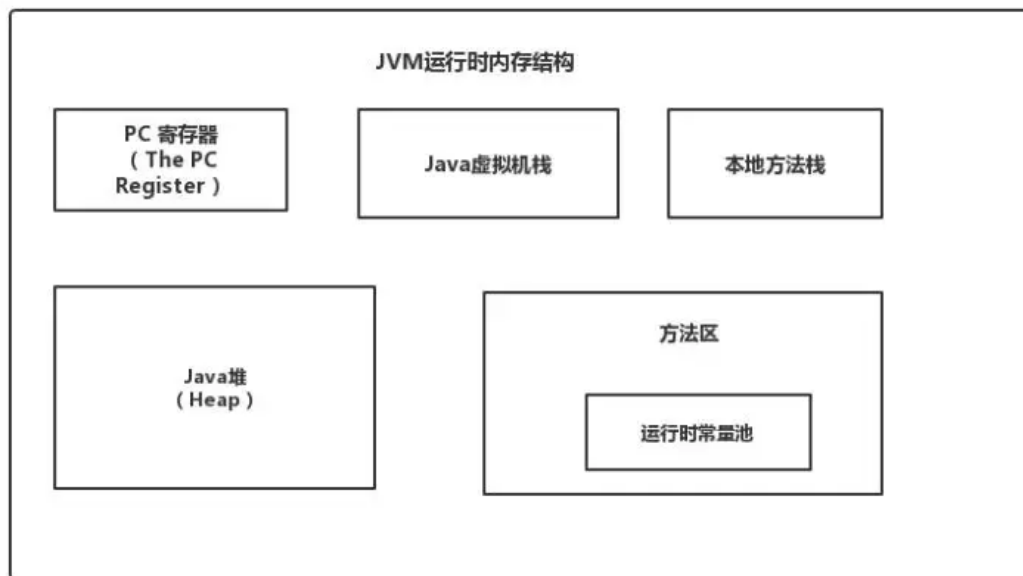 JVM运行时内存结构
PC 寄存器
（The PC
Register）
Java虚拟机栈
本地方法栈
Java堆
（Heap）
方法区
运行时常量池